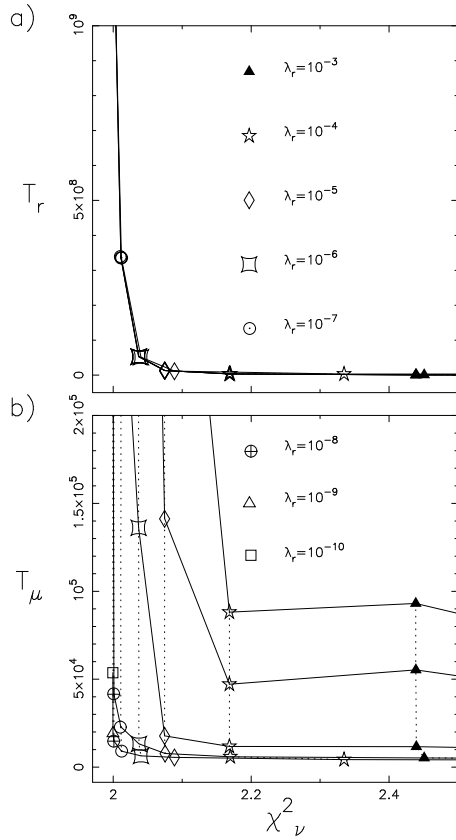 a)
10⁹
5×10⁸
0
T_r
λ_r=10⁻³
λ_r=10⁻⁴
λ_r=10⁻⁵
λ_r=10⁻⁶
λ_r=10⁻⁷
b)
2×10⁵
1.5×10⁵
10⁵
5×10⁴
0
T_μ
λ_r=10⁻⁸
λ_r=10⁻⁹
λ_r=10⁻¹⁰
2
2.2
2.4
χ²_ν